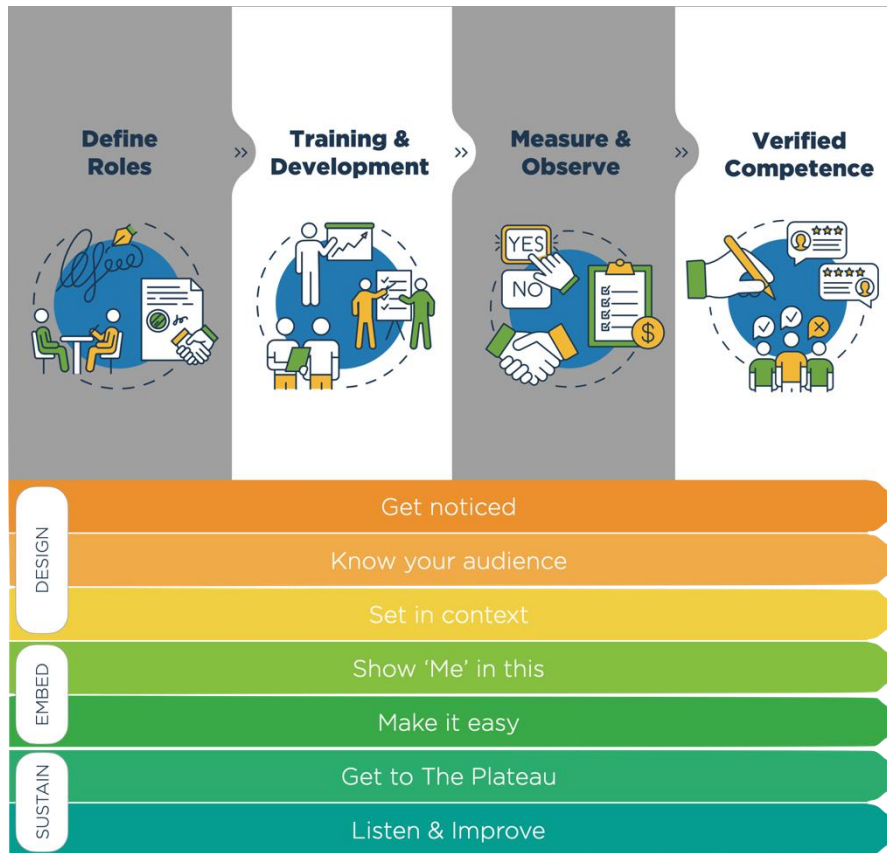 Define
Roles
»
Training &
Development
»
Measure &
Observe
»
Verified
Competence
YES
NO
$
DESIGN
Get noticed
Know your audience
Set in context
EMBED
Show ‘Me’ in this
Make it easy
SUSTAIN
Get to The Plateau
Listen & Improve